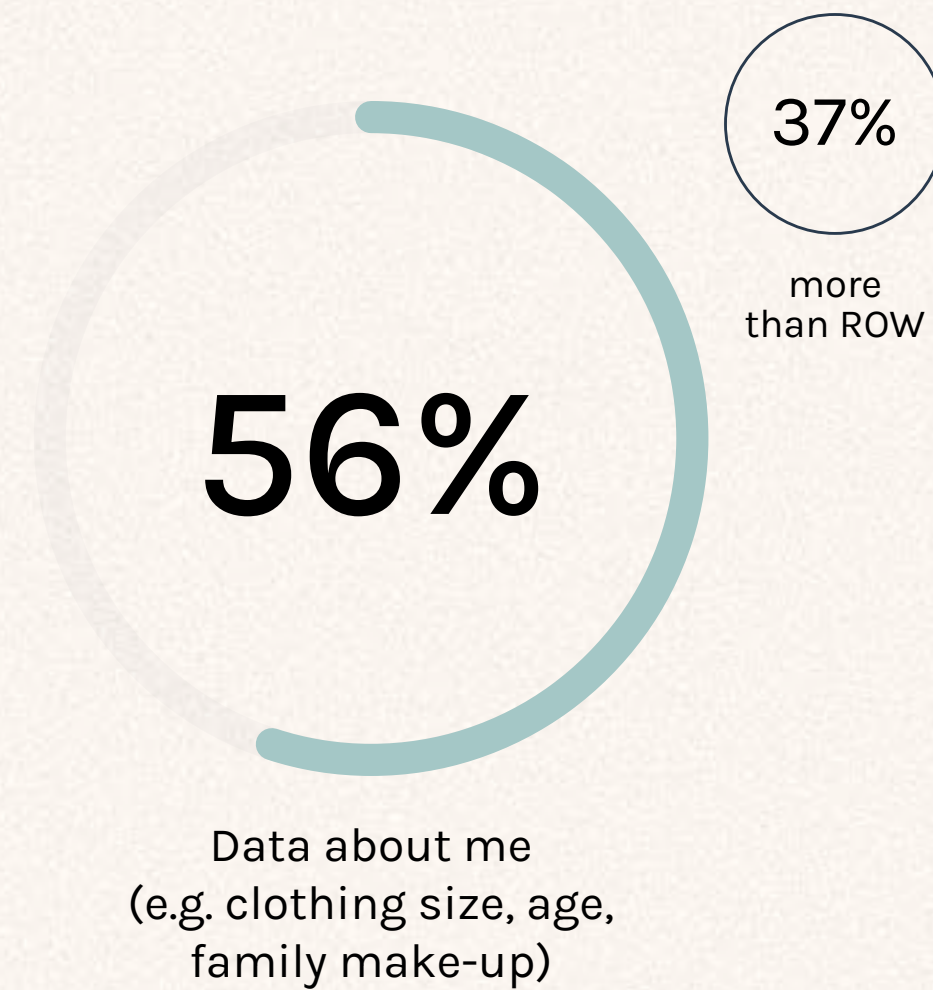 37%
more
than ROW
56%
Data about me
(e.g. clothing size, age,
family make-up)